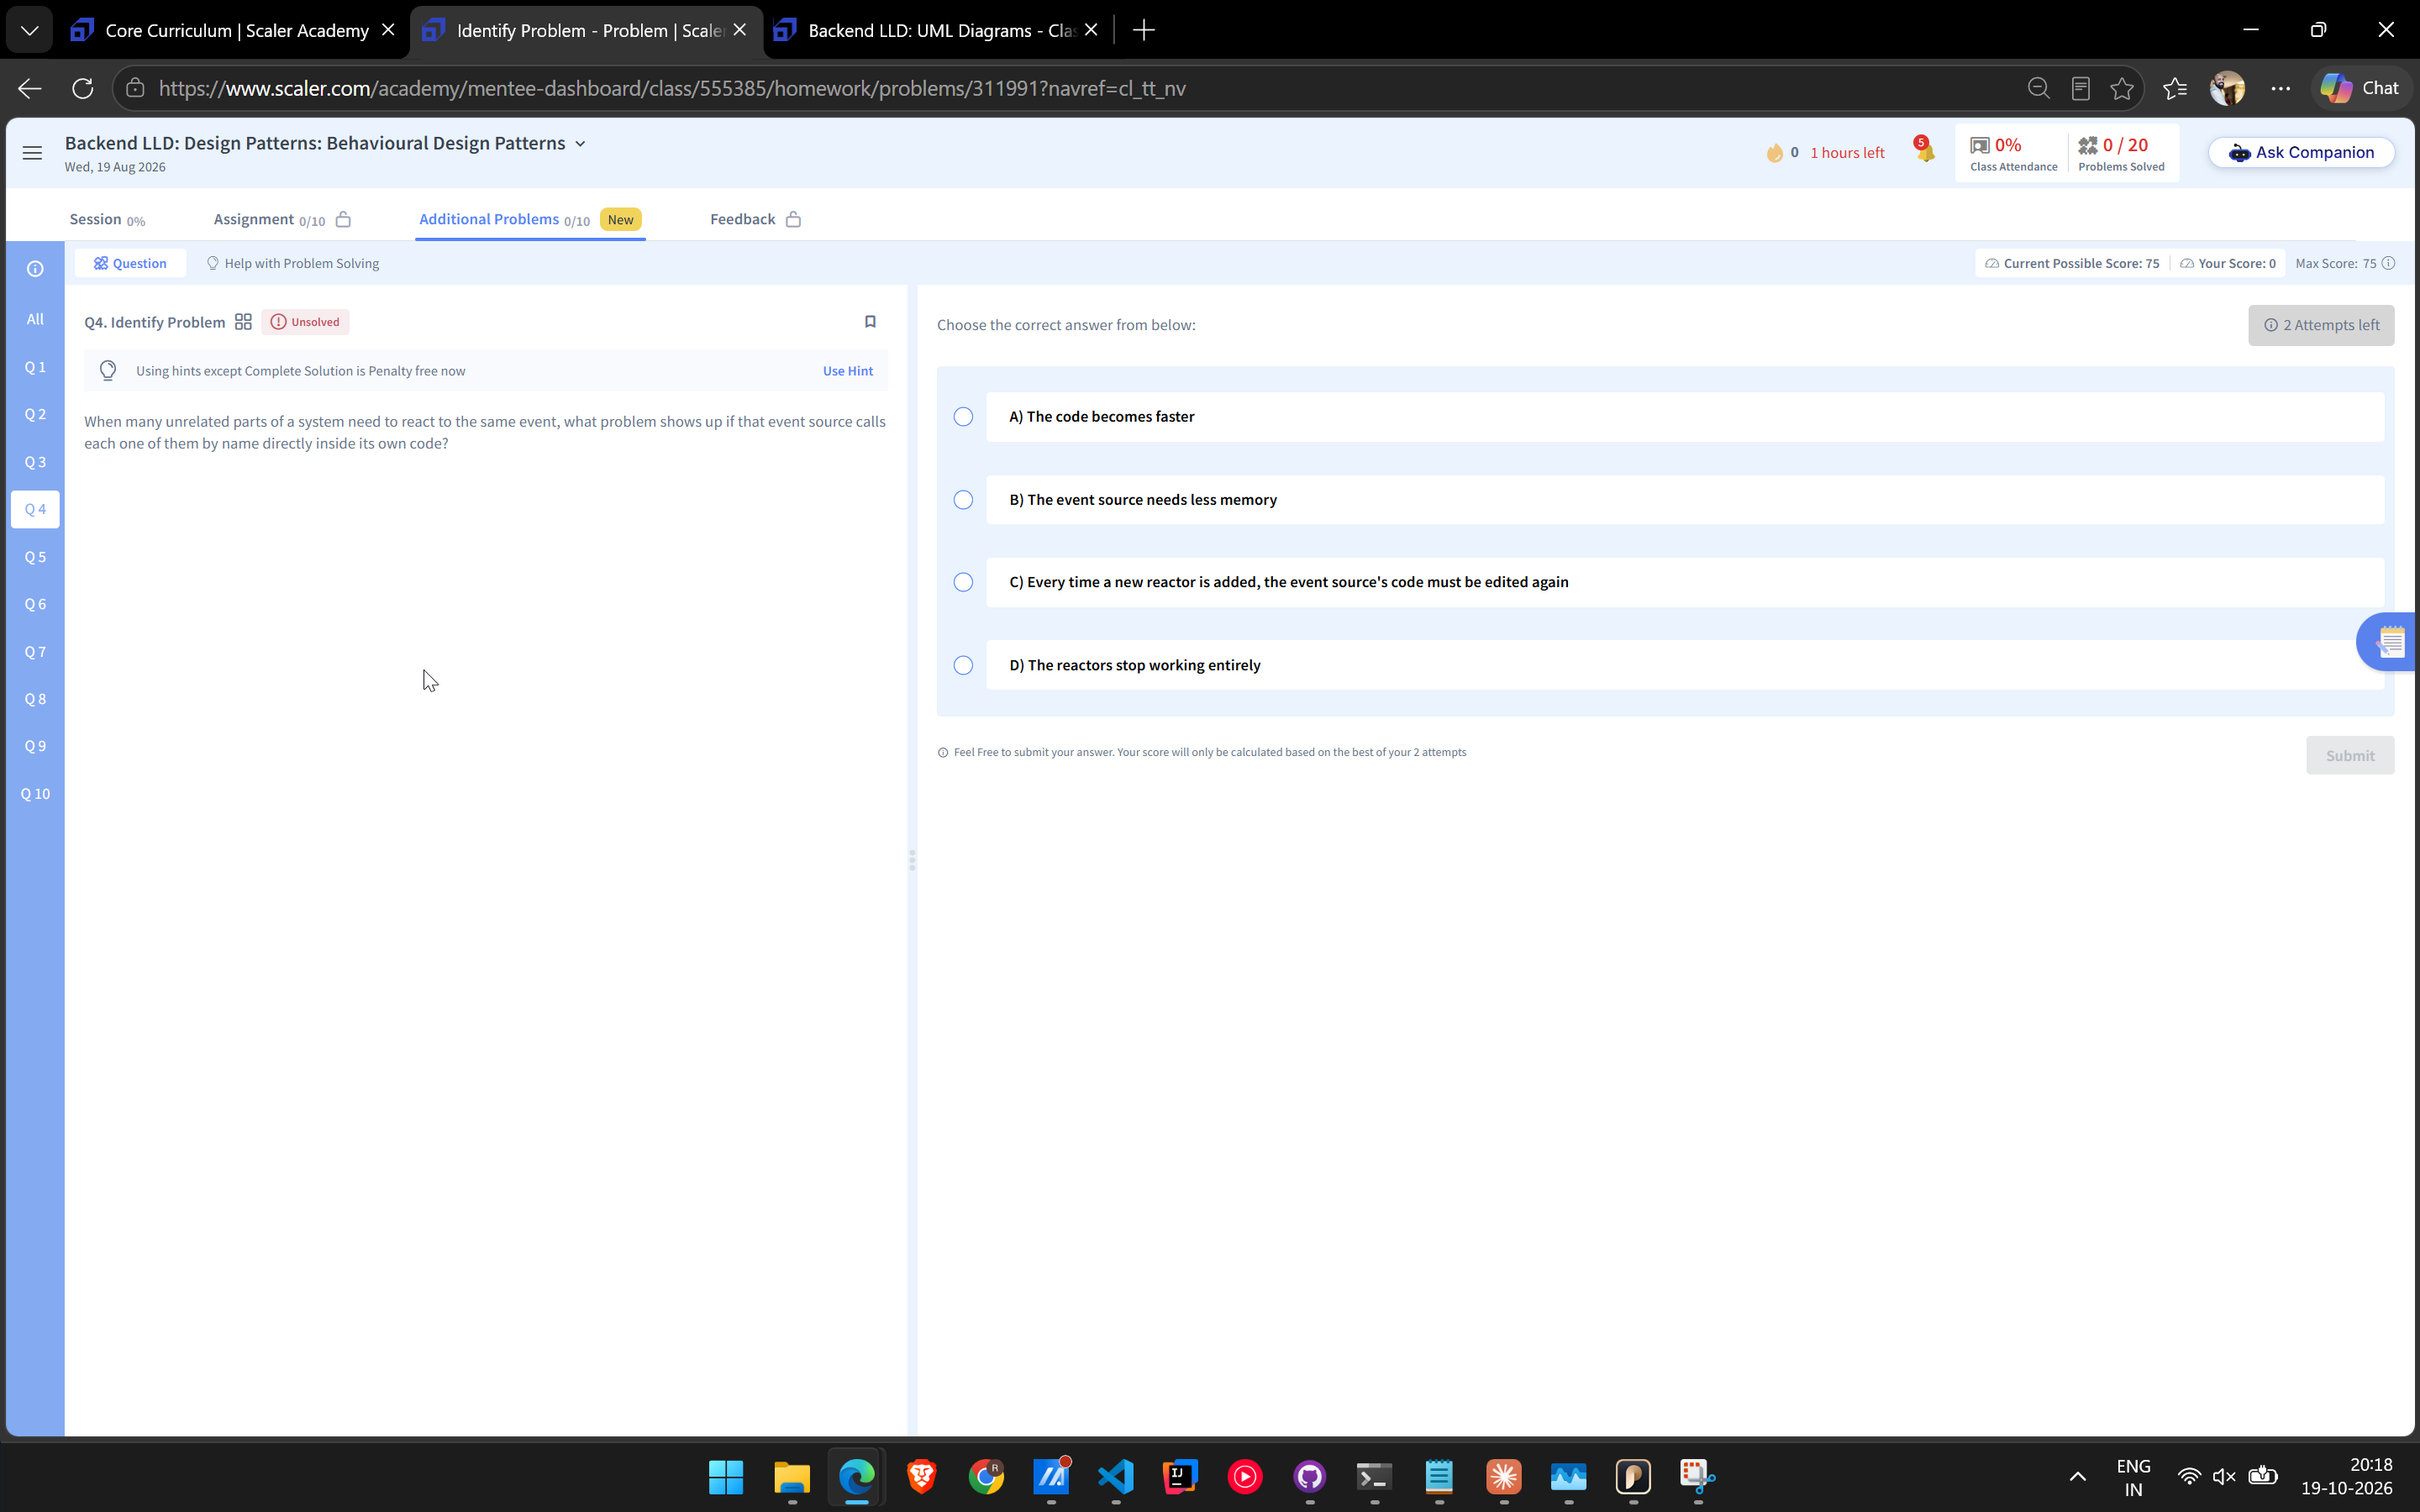 Core Curriculum | Scaler Academy
Identify Problem - Problem | Scaler
Backend LLD: UML Diagrams - Clas
https://www.scaler.com/academy/mentee-dashboard/class/555385/homework/problems/311991?navref=cl_tt_nv
Chat
Backend LLD: Design Patterns: Behavioural Design Patterns
Wed, 19 Aug 2026
0 1 hours left
5
0%
Class Attendance
0 / 20
Problems Solved
Ask Companion
Session 0%
Assignment 0/10
Additional Problems 0/10 New
Feedback
Question
Help with Problem Solving
Current Possible Score: 75
Your Score: 0
Max Score: 75
All
Q 1
Q 2
Q 3
Q 4
Q 5
Q 6
Q 7
Q 8
Q 9
Q 10
Q4. Identify Problem
Unsolved
Using hints except Complete Solution is Penalty free now
Use Hint
When many unrelated parts of a system need to react to the same event, what problem shows up if that event source calls
each one of them by name directly inside its own code?
Choose the correct answer from below:
2 Attempts left
A) The code becomes faster
B) The event source needs less memory
C) Every time a new reactor is added, the event source's code must be edited again
D) The reactors stop working entirely
Feel Free to submit your answer. Your score will only be calculated based on the best of your 2 attempts
Submit
R
IJ
ENG
IN
20:18
19-10-2026